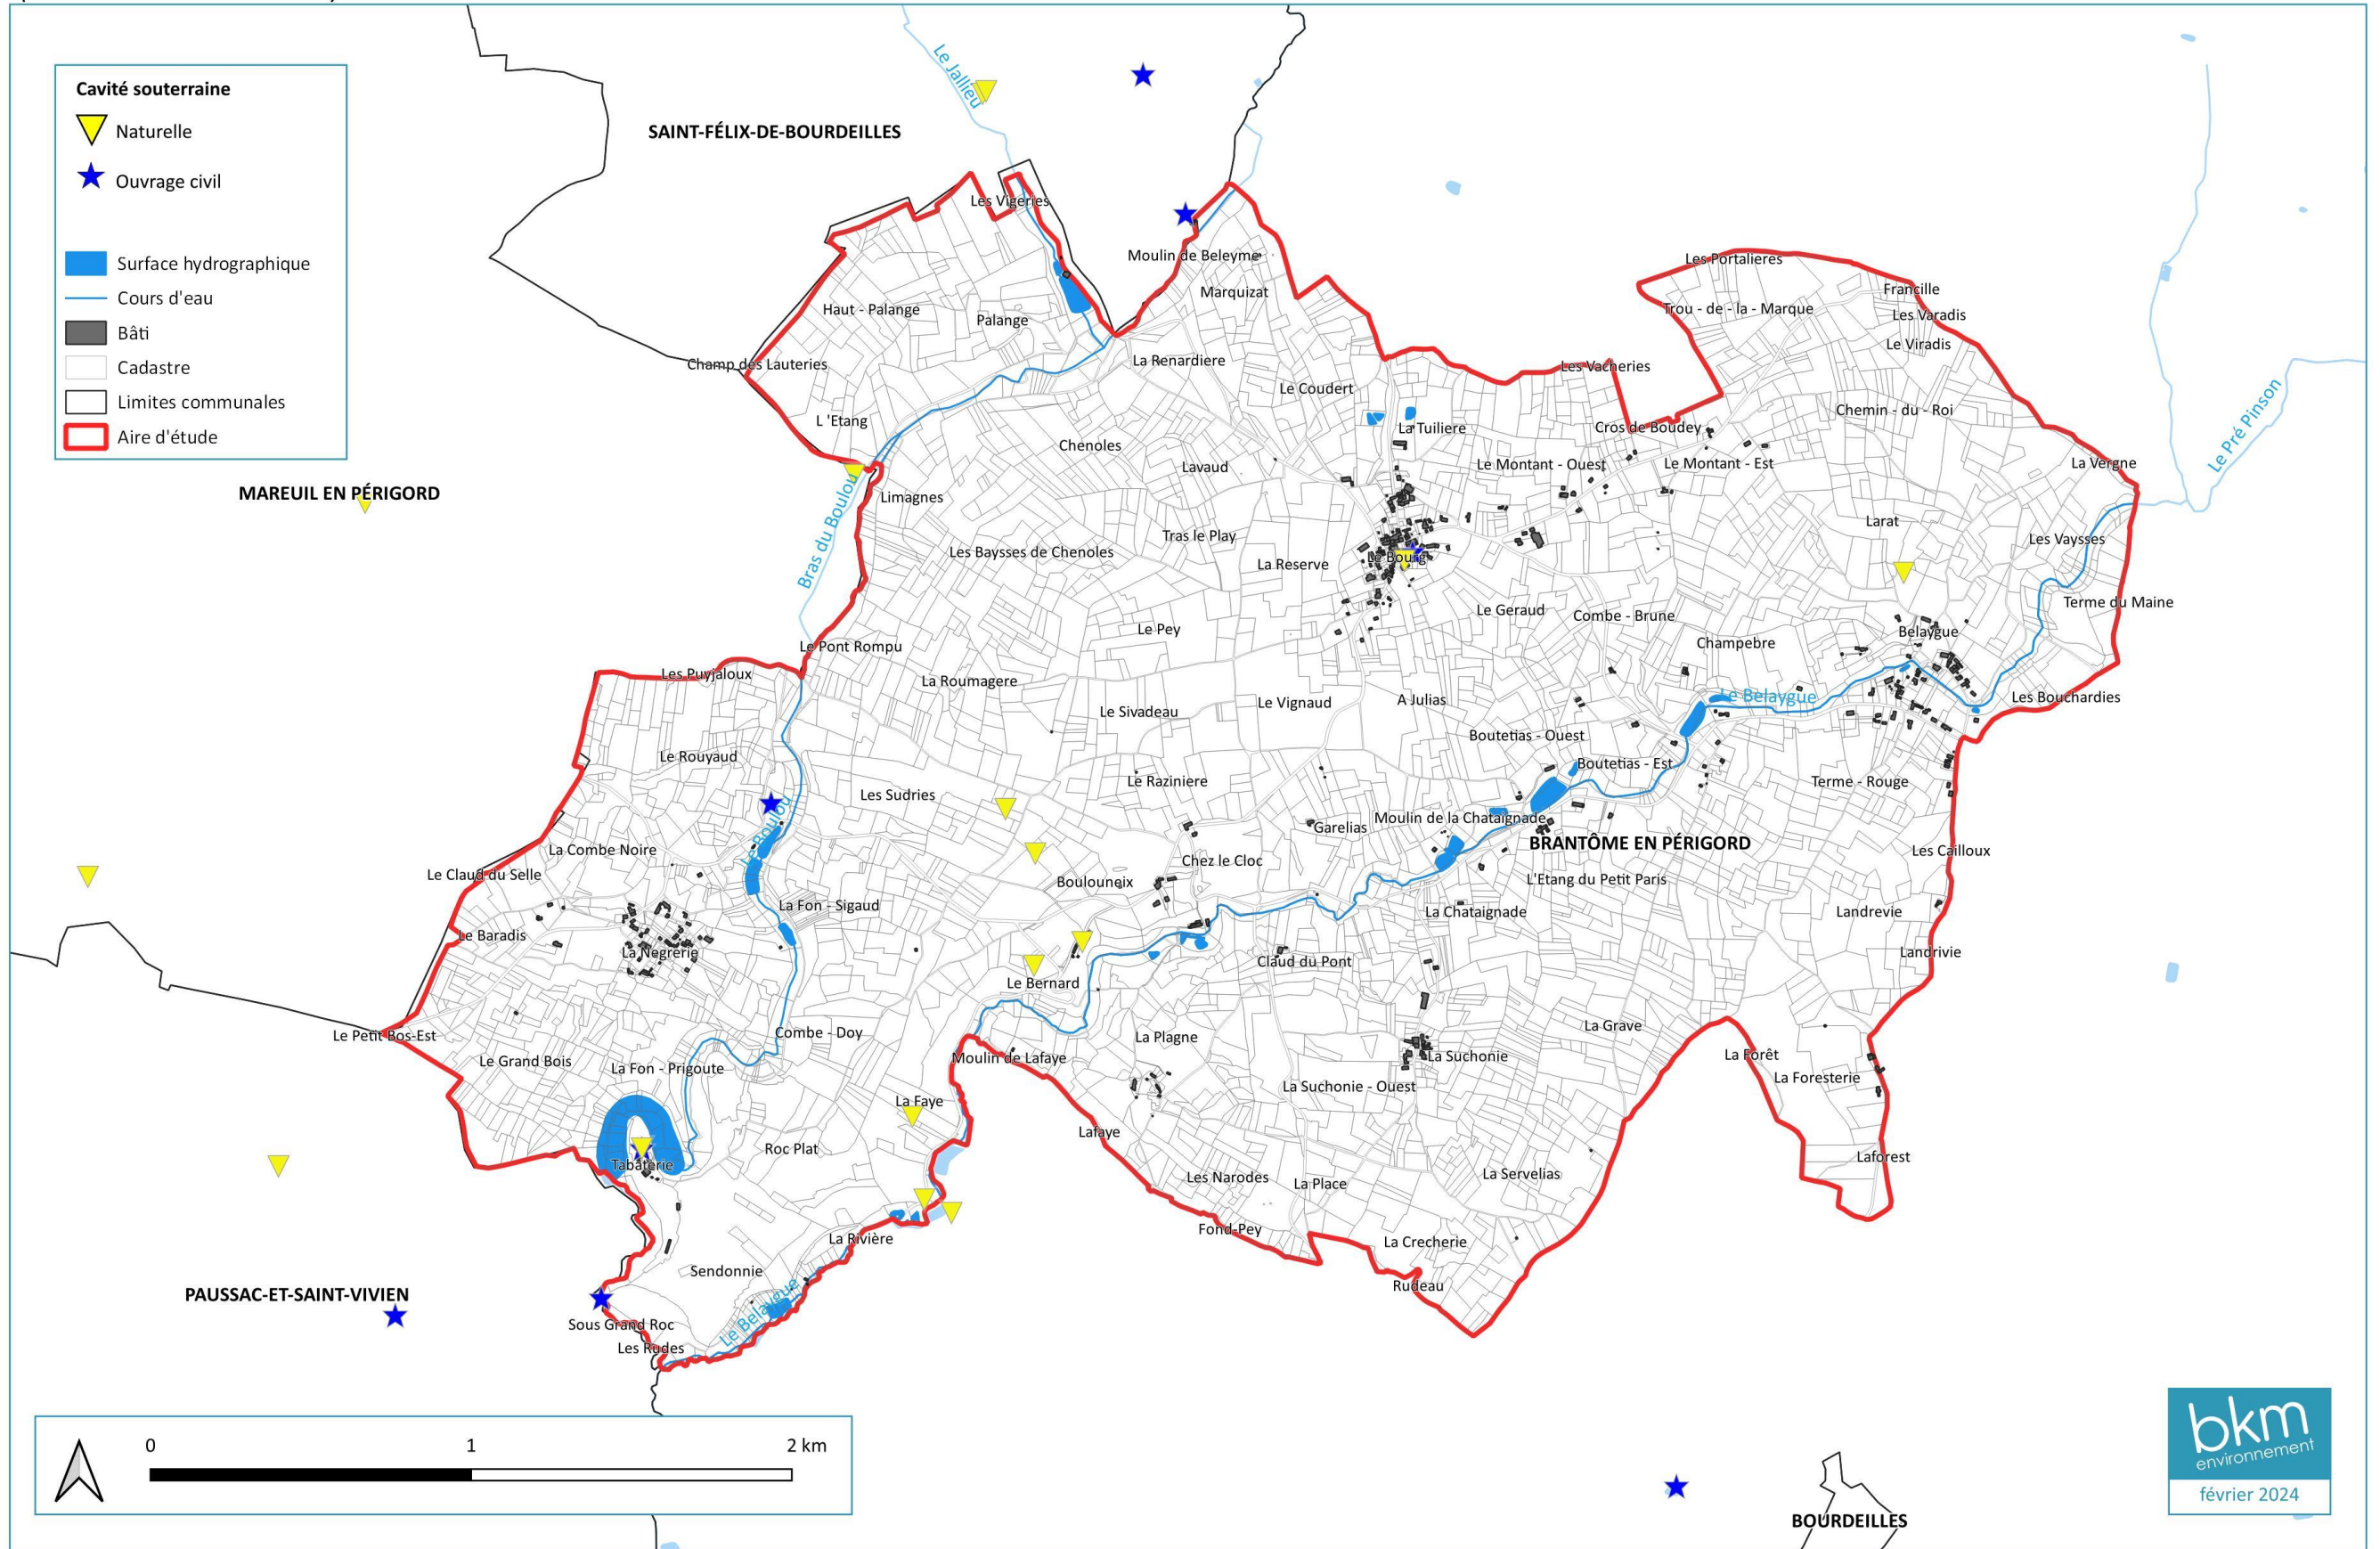 Cavité souterraine
Naturelle
Ouvrage civil
Surface hydrographique
Cours d'eau
Bâti
Cadastre
Limites communales
Aire d'étude
Le Jallieu
SAINT-FÉLIX-DE-BOURDEILLES
Les Vigeries
Moulin de Beleyme
Les Portalieres
Marquizat
Francille
Haut - Palange
Trou - de - la - Marque
Les Varadis
Palange
Le Viradis
La Renardiere
Champ des Lauteries
Les Vacheries
Le Coudert
Chemin - du - Roi
Le Pré Pinson
L 'Etang
La Tuiliere
Cros de Boudey
Chenoles
Lavaud
Le Montant - Ouest
Le Montant - Est
La Vergne
MAREUIL EN PÉRIGORD
Limagnes
Bras du Boulou
Larat
Tras le Play
Les Vaysses
Les Baysses de Chenoles
Le Bourg
La Reserve
Terme du Maine
Le Geraud
Combe - Brune
Le Pey
Belaygue
Le Pont Rompu
Champebre
Les Puyjaloux
La Roumagere
Le Belaygue
Les Bouchardies
Le Vignaud
A Julias
Le Sivadeau
Boutetias - Ouest
Le Rouyaud
Boutetias - Est
Le Raziniere
Terme - Rouge
Les Sudries
Le Boulou
Moulin de la Chataignade
Garelias
BRANTÔME EN PÉRIGORD
La Combe Noire
Les Cailloux
Chez le Cloc
Le Claud du Selle
Boulouneix
L'Etang du Petit Paris
La Fon - Sigaud
La Chataignade
Landrevie
Le Baradis
La Negrerie
Landrivie
Claud du Pont
Le Bernard
La Grave
Le Petit Bos-Est
Combe - Doy
La Plagne
Moulin de Lafaye
La Suchonie
La Forêt
Le Grand Bois
La Fon - Prigoute
La Foresterie
La Suchonie - Ouest
La Faye
Lafaye
Roc Plat
Laforest
Tabaterie
Les Narodes
La Servelias
La Place
Fond-Pey
La Rivière
La Crecherie
Sendonnie
Rudeau
PAUSSAC-ET-SAINT-VIVIEN
Le Belaygue
Sous Grand Roc
Les Rudes
0 1 2 km
bkm
environnement
février 2024
BOURDEILLES